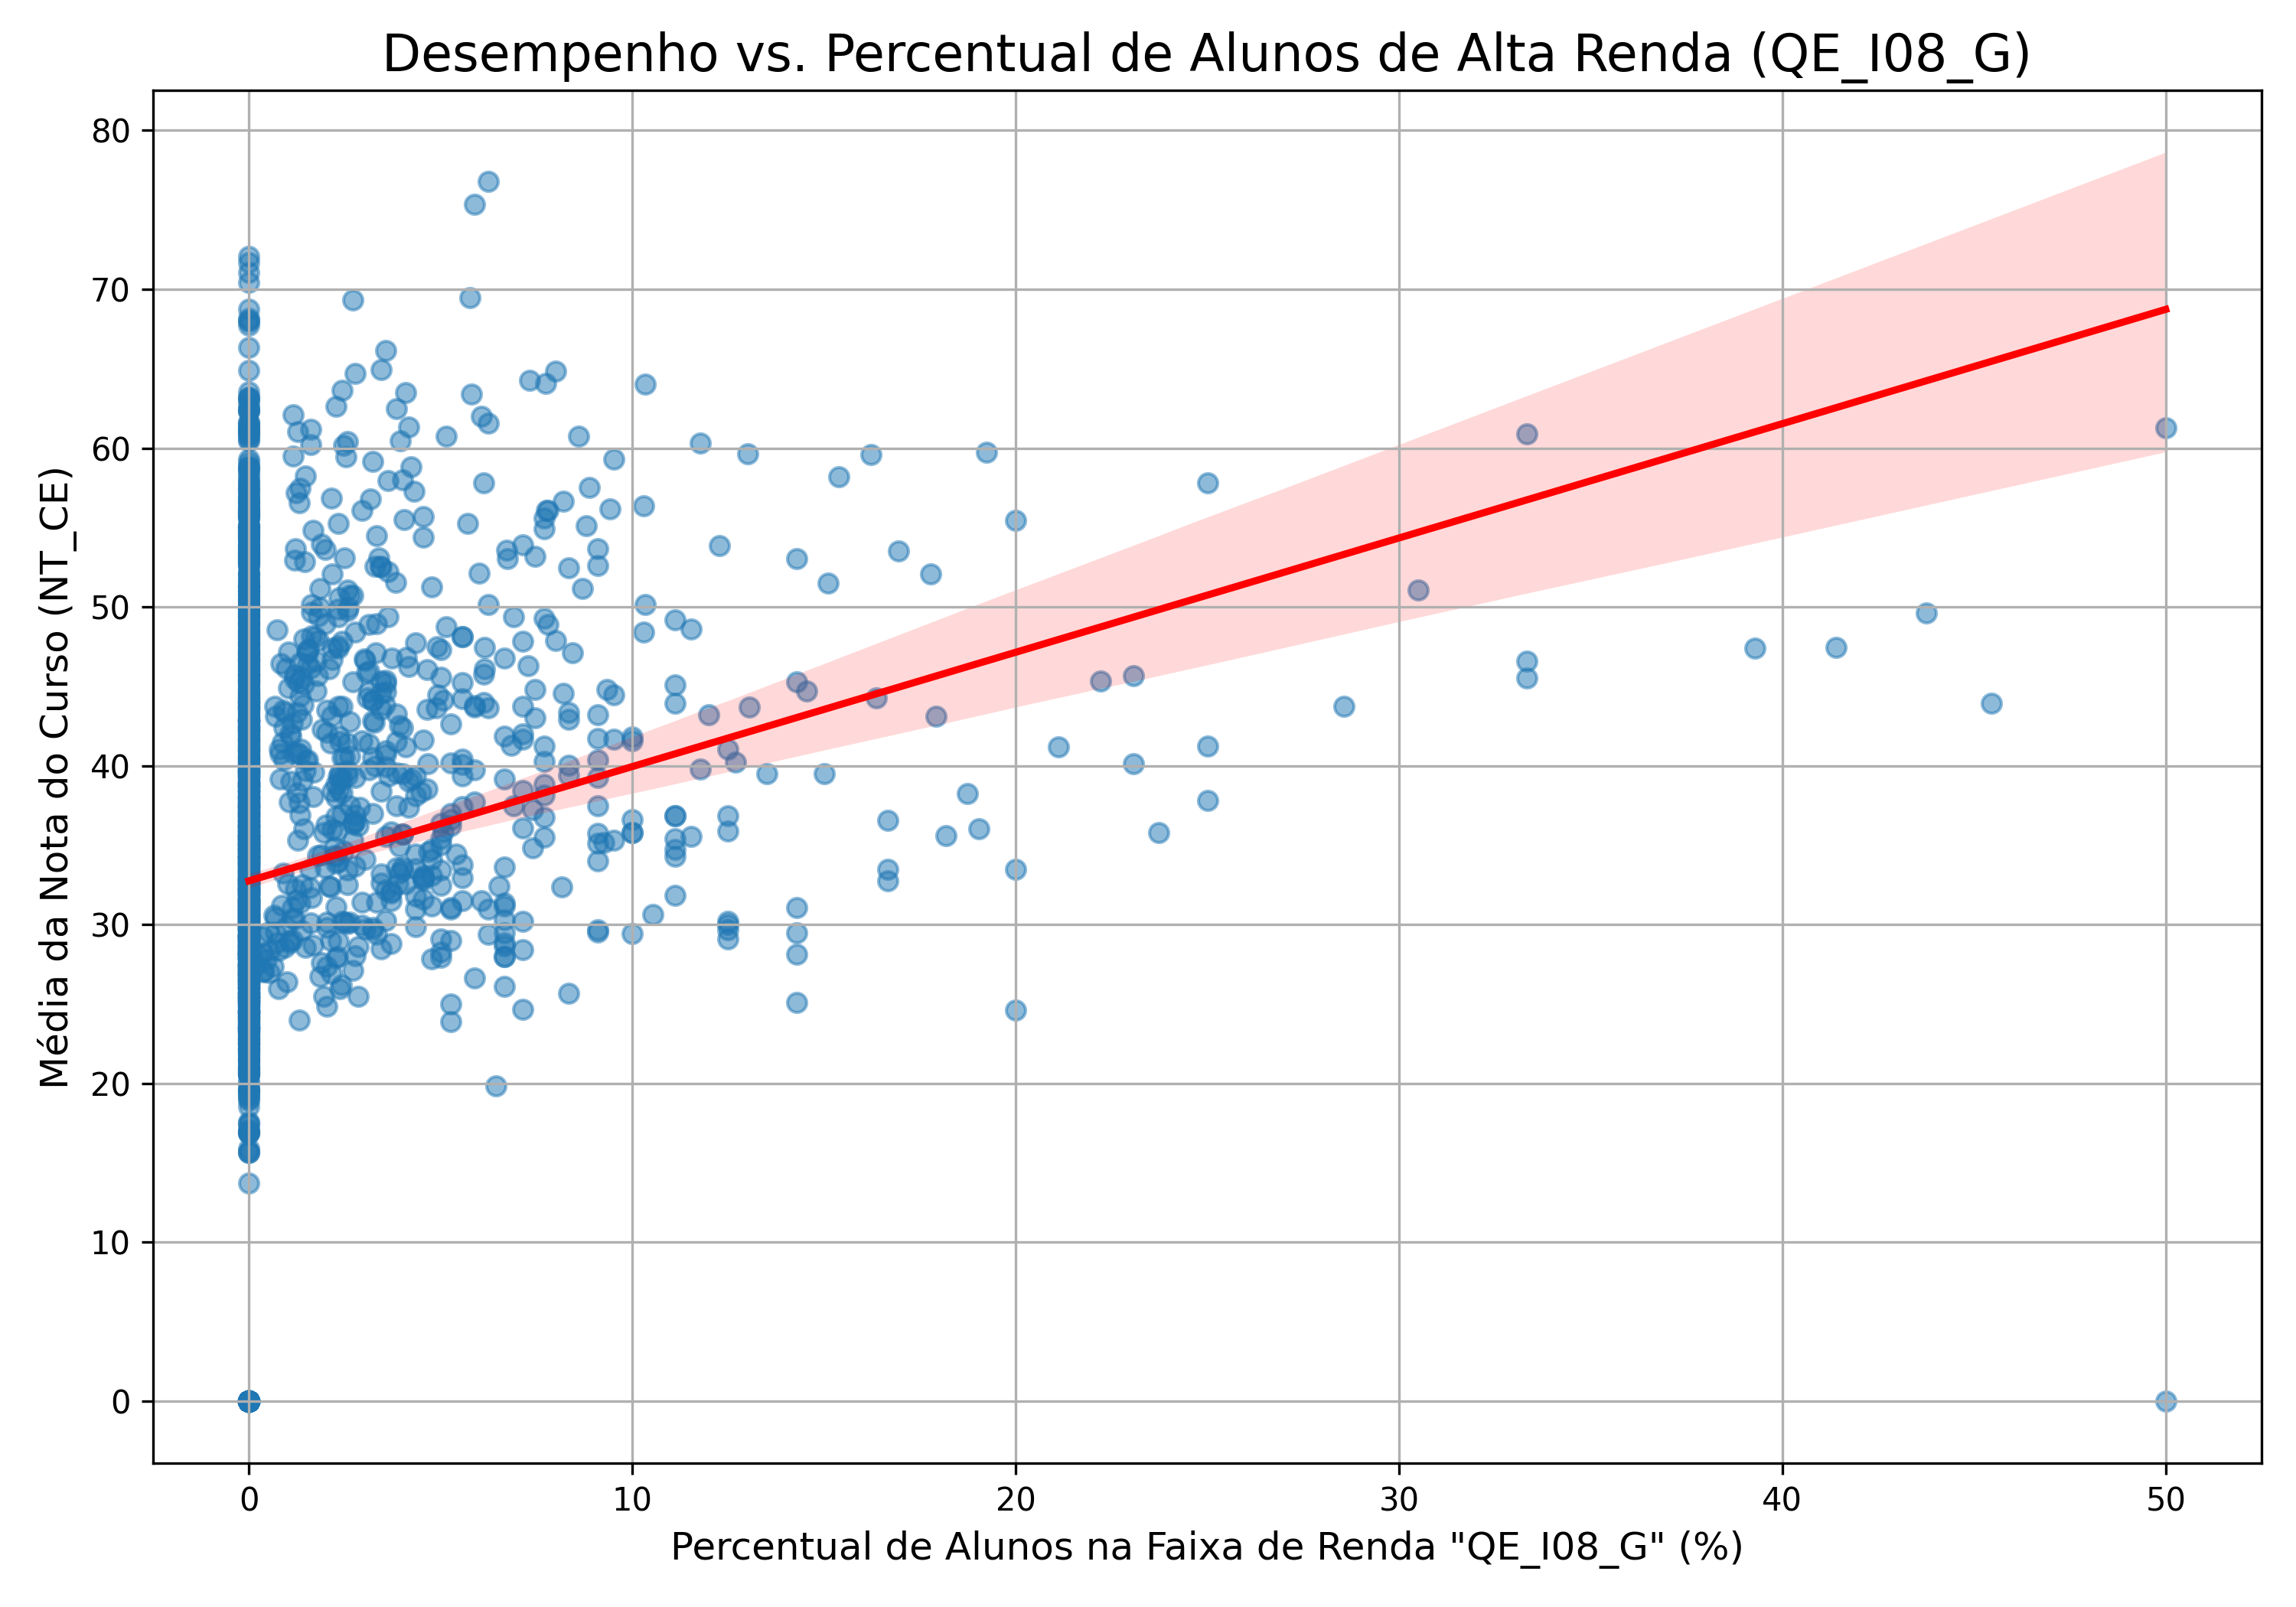 Desempenho vs. Percentual de Alunos de Alta Renda (QE_I08_G)
80
70
60
50
40
30
20
10
0
Média da Nota do Curso (NT_CE)
0 10 20 30 40 50
Percentual de Alunos na Faixa de Renda "QE_I08_G" (%)